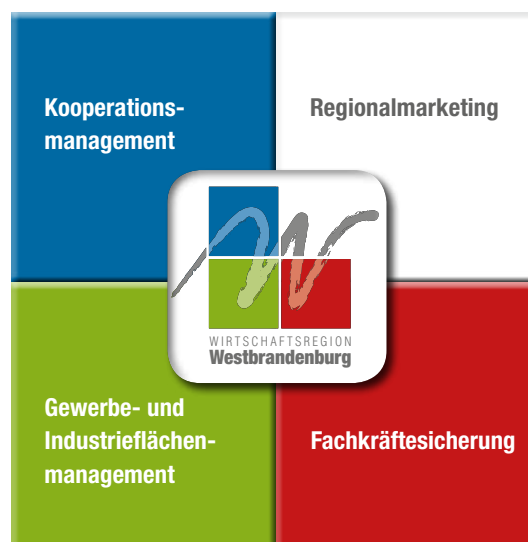 Kooperations-
management
Regionalmarketing
WIRTSCHAFTSREGION
Westbrandenburg
Gewerbe- und
Industrieflächen-
management
Fachkräftesicherung